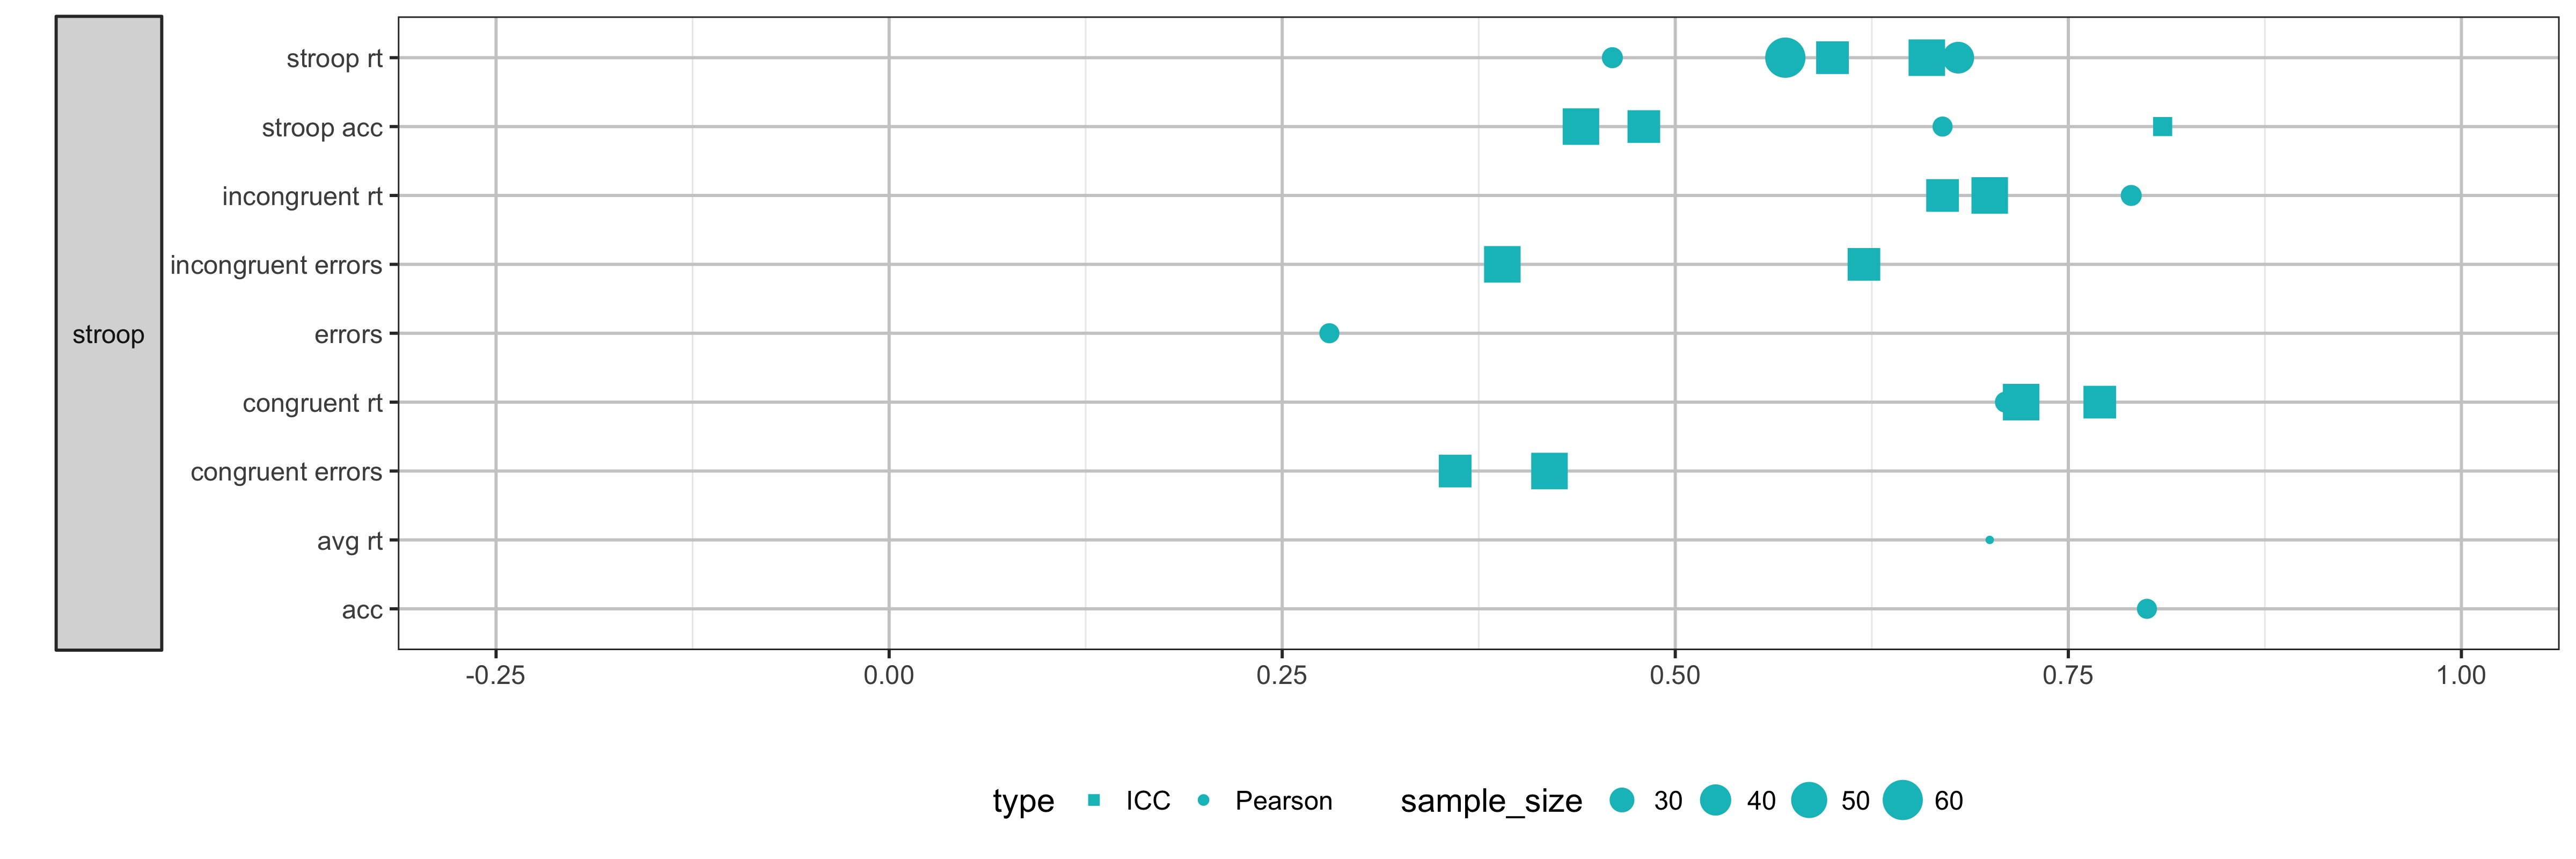 stroop
stroop rt
stroop acc
incongruent rt
incongruent errors
errors
congruent rt
congruent errors
avg rt
acc
-0.25 0.00 0.25 0.50 0.75 1.00
type ICC Pearson sample_size 30 40 50 60